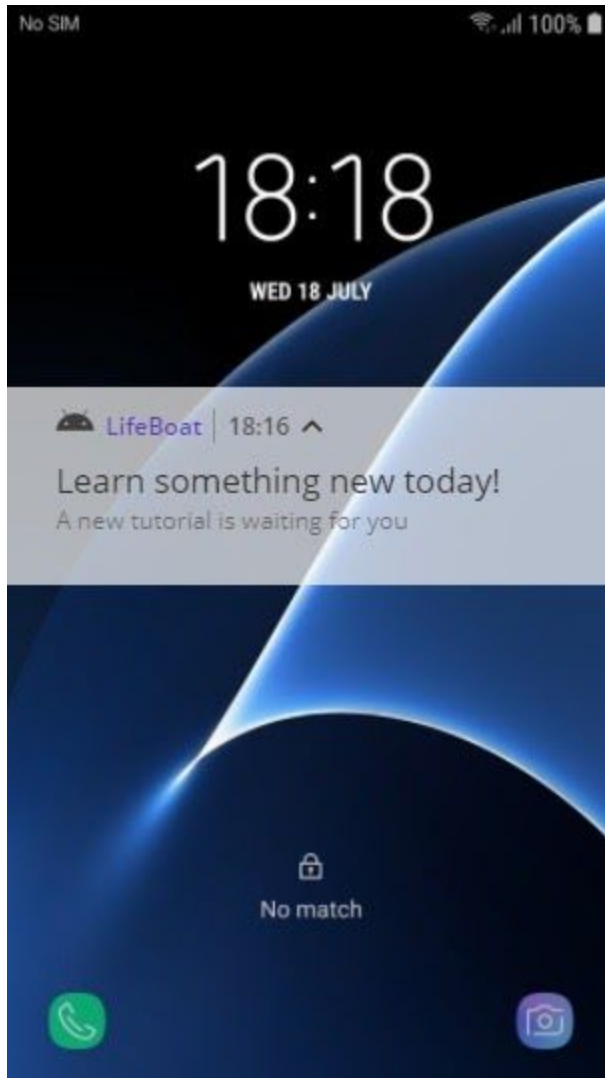 No SIM 100%
18:18
WED 18 JULY
LifeBoat 18:16
Learn something new today!
A new tutorial is waiting for you
No match